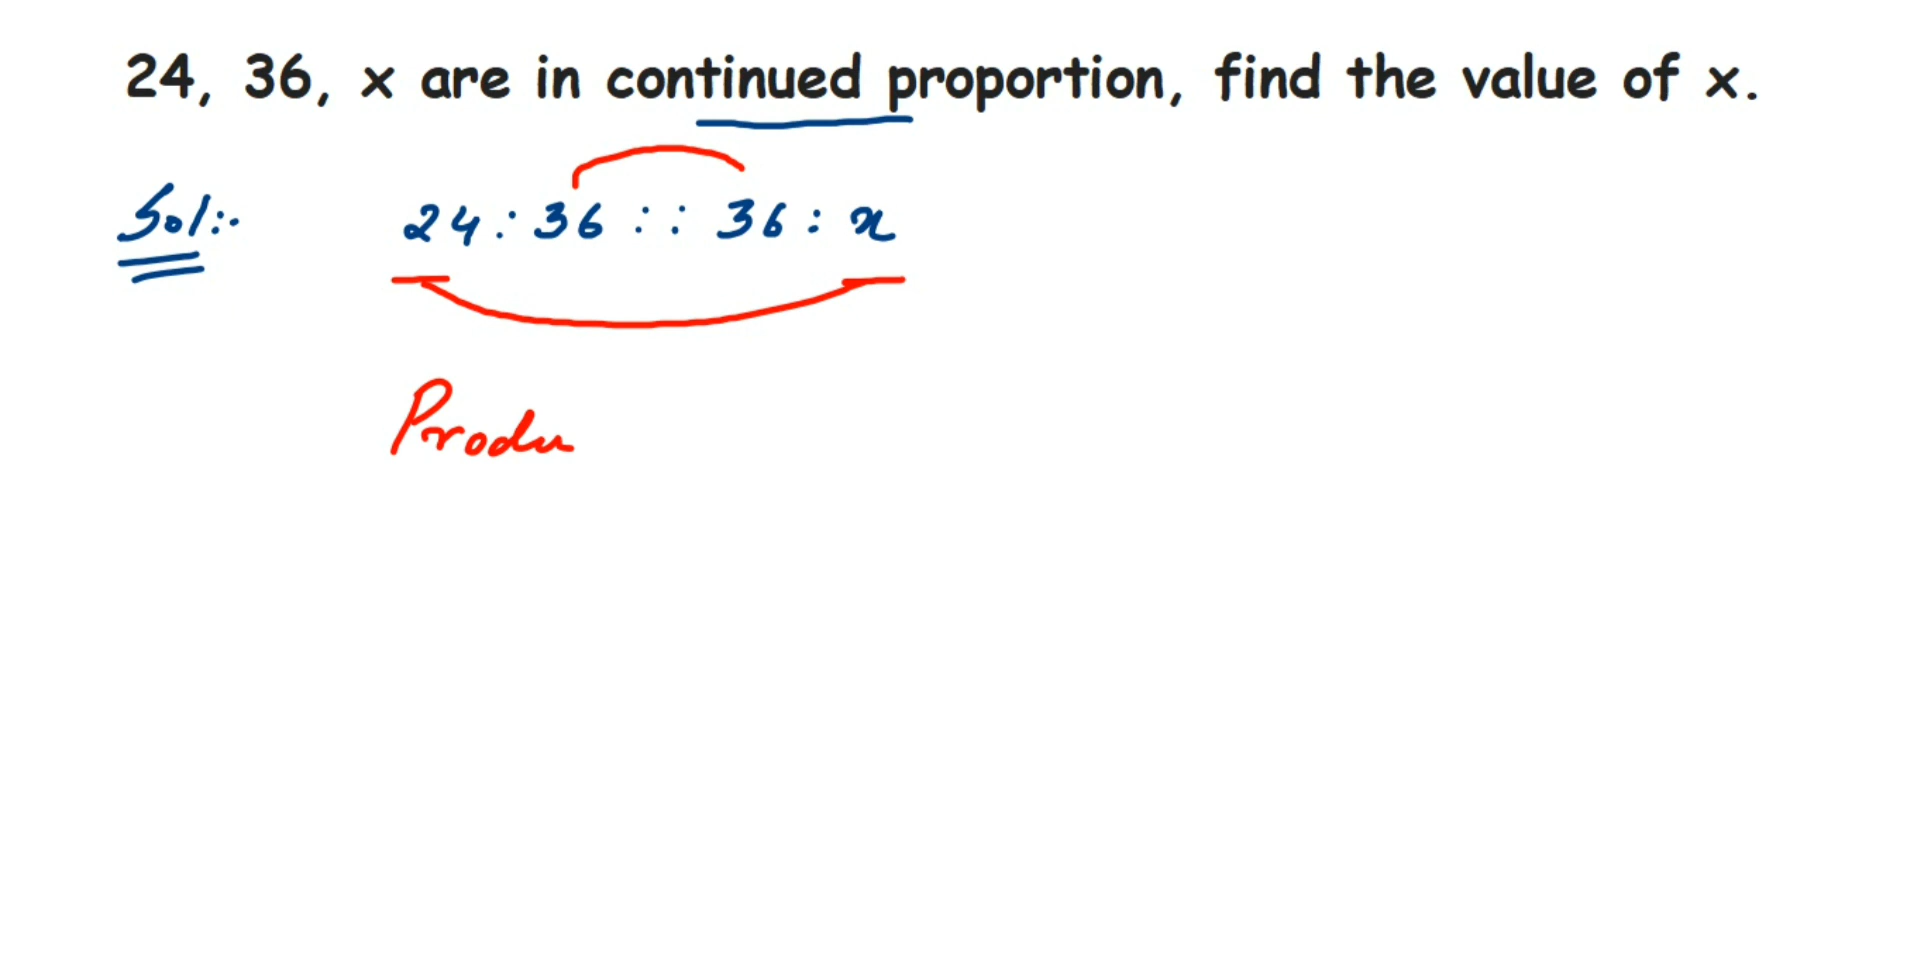 24, 36, x are in continued proportion, find the value of x.
Sol:-
24 : 36 :: 36 : x
Produ